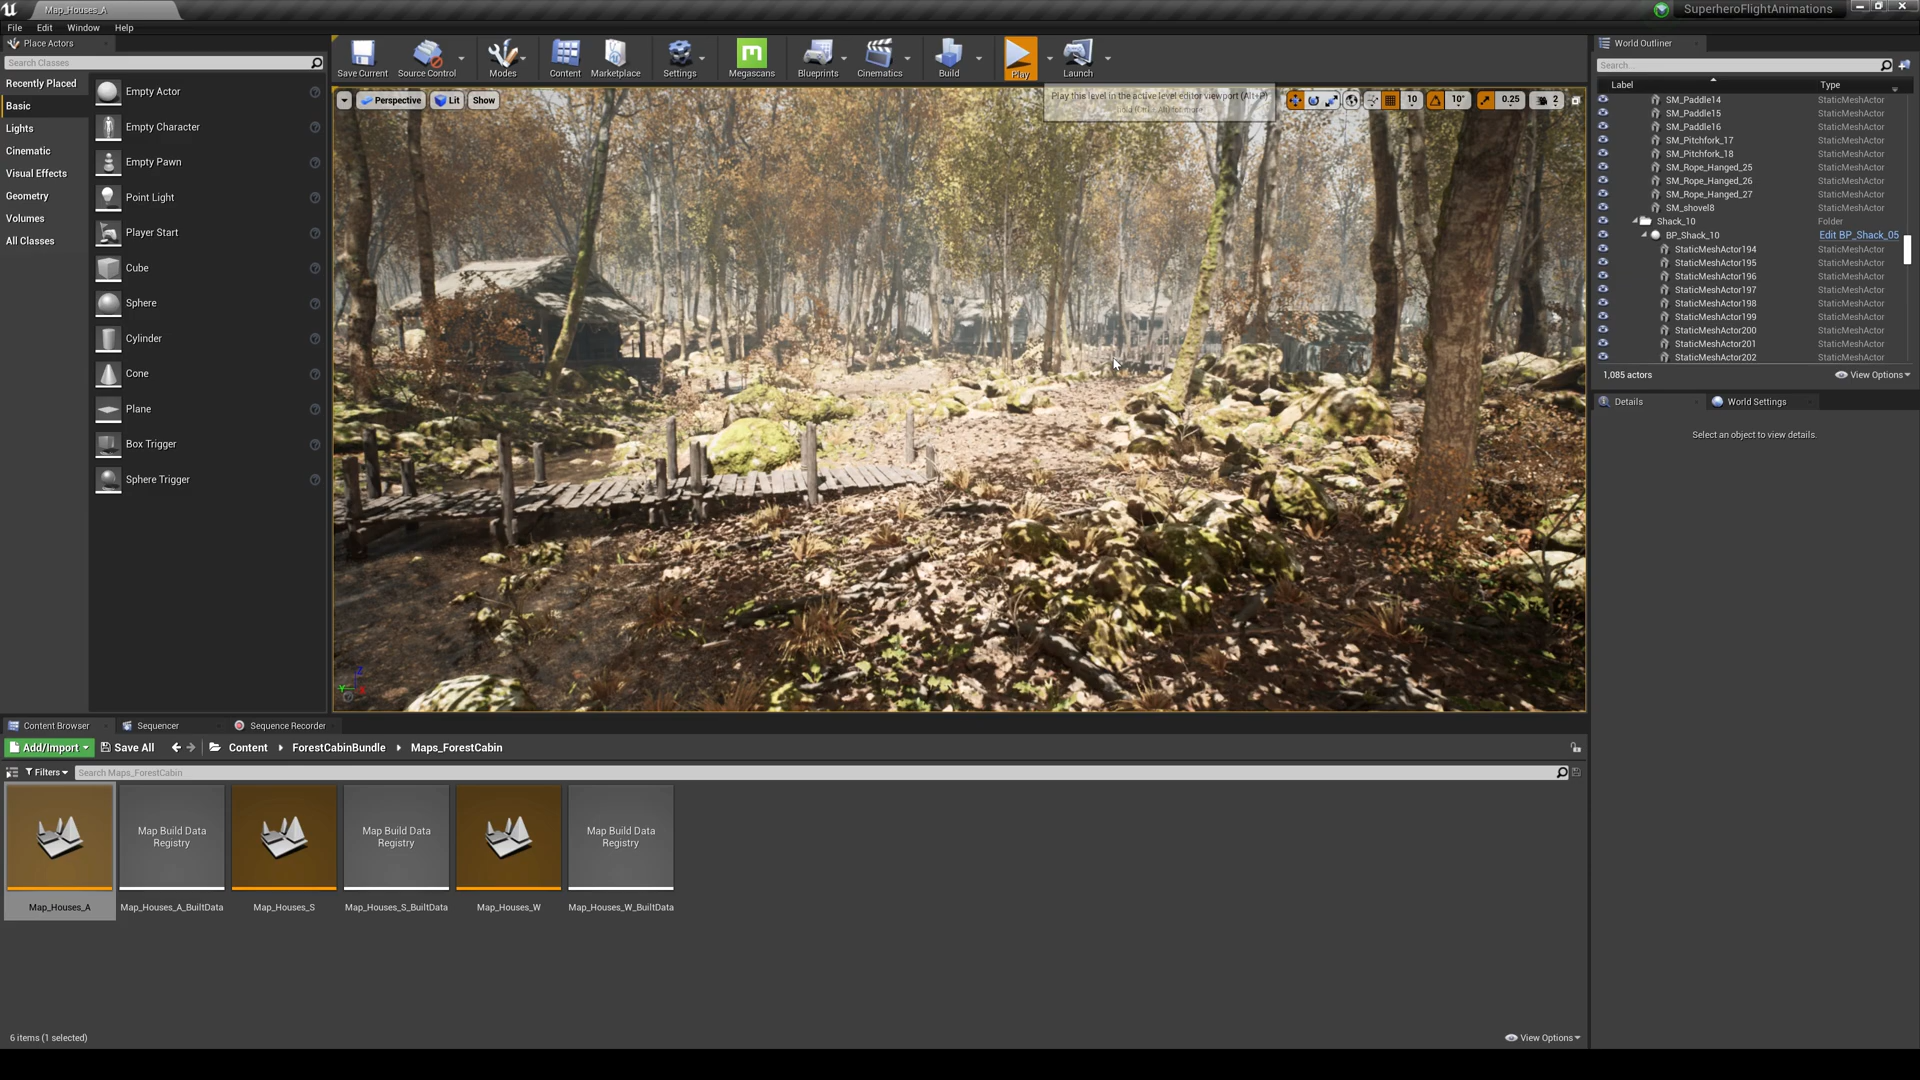 Map_Houses_A
SuperheroFlightAnimations
File Edit Window Help
Place Actors
Search Classes
Recently Placed
Basic
Lights
Cinematic
Visual Effects
Geometry
Volumes
All Classes
Empty Actor
Empty Character
Empty Pawn
Point Light
Player Start
Cube
Sphere
Cylinder
Cone
Plane
Box Trigger
Sphere Trigger
Save Current
Source Control
Modes
Content
Marketplace
Settings
Megascans
Blueprints
Cinematics
Build
Play
Launch
Perspective
Lit
Show
Play this level in the active level editor viewport (Alt+P)
10
10°
0.25
2
World Outliner
Search...
Label Type
SM_Paddle14 StaticMeshActor
SM_Paddle15 StaticMeshActor
SM_Paddle16 StaticMeshActor
SM_Pitchfork_17 StaticMeshActor
SM_Pitchfork_18 StaticMeshActor
SM_Rope_Hanged_25 StaticMeshActor
SM_Rope_Hanged_26 StaticMeshActor
SM_Rope_Hanged_27 StaticMeshActor
SM_shovel8 StaticMeshActor
Shack_10 Folder
BP_Shack_10 Edit BP_Shack_05
StaticMeshActor194 StaticMeshActor
StaticMeshActor195 StaticMeshActor
StaticMeshActor196 StaticMeshActor
StaticMeshActor197 StaticMeshActor
StaticMeshActor198 StaticMeshActor
StaticMeshActor199 StaticMeshActor
StaticMeshActor200 StaticMeshActor
StaticMeshActor201 StaticMeshActor
StaticMeshActor202 StaticMeshActor
1,085 actors View Options
Details World Settings
Select an object to view details.
Content Browser Sequencer Sequence Recorder
Add/Import Save All Content ForestCabinBundle Maps_ForestCabin
Filters Search Maps_ForestCabin
Map Build Data
Registry
Map Build Data
Registry
Map Build Data
Registry
Map_Houses_A Map_Houses_A_BuiltData Map_Houses_S Map_Houses_S_BuiltData Map_Houses_W Map_Houses_W_BuiltData
6 items (1 selected) View Options